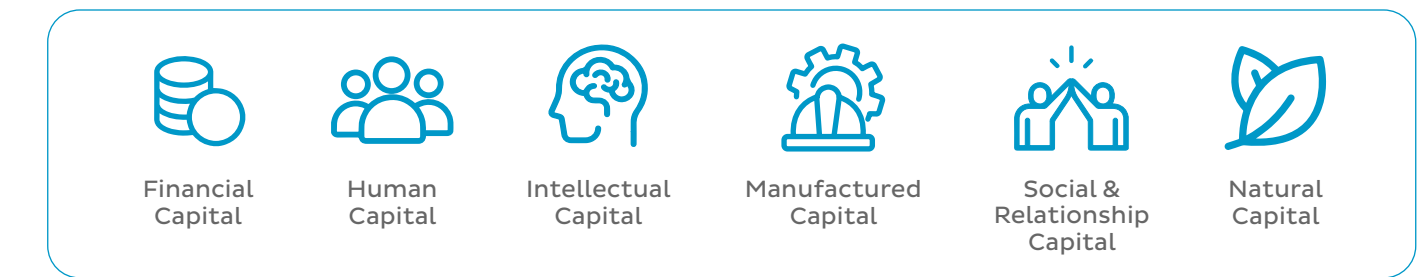 Financial
Capital
Human
Capital
Intellectual
Capital
Manufactured
Capital
Social &
Relationship
Capital
Natural
Capital